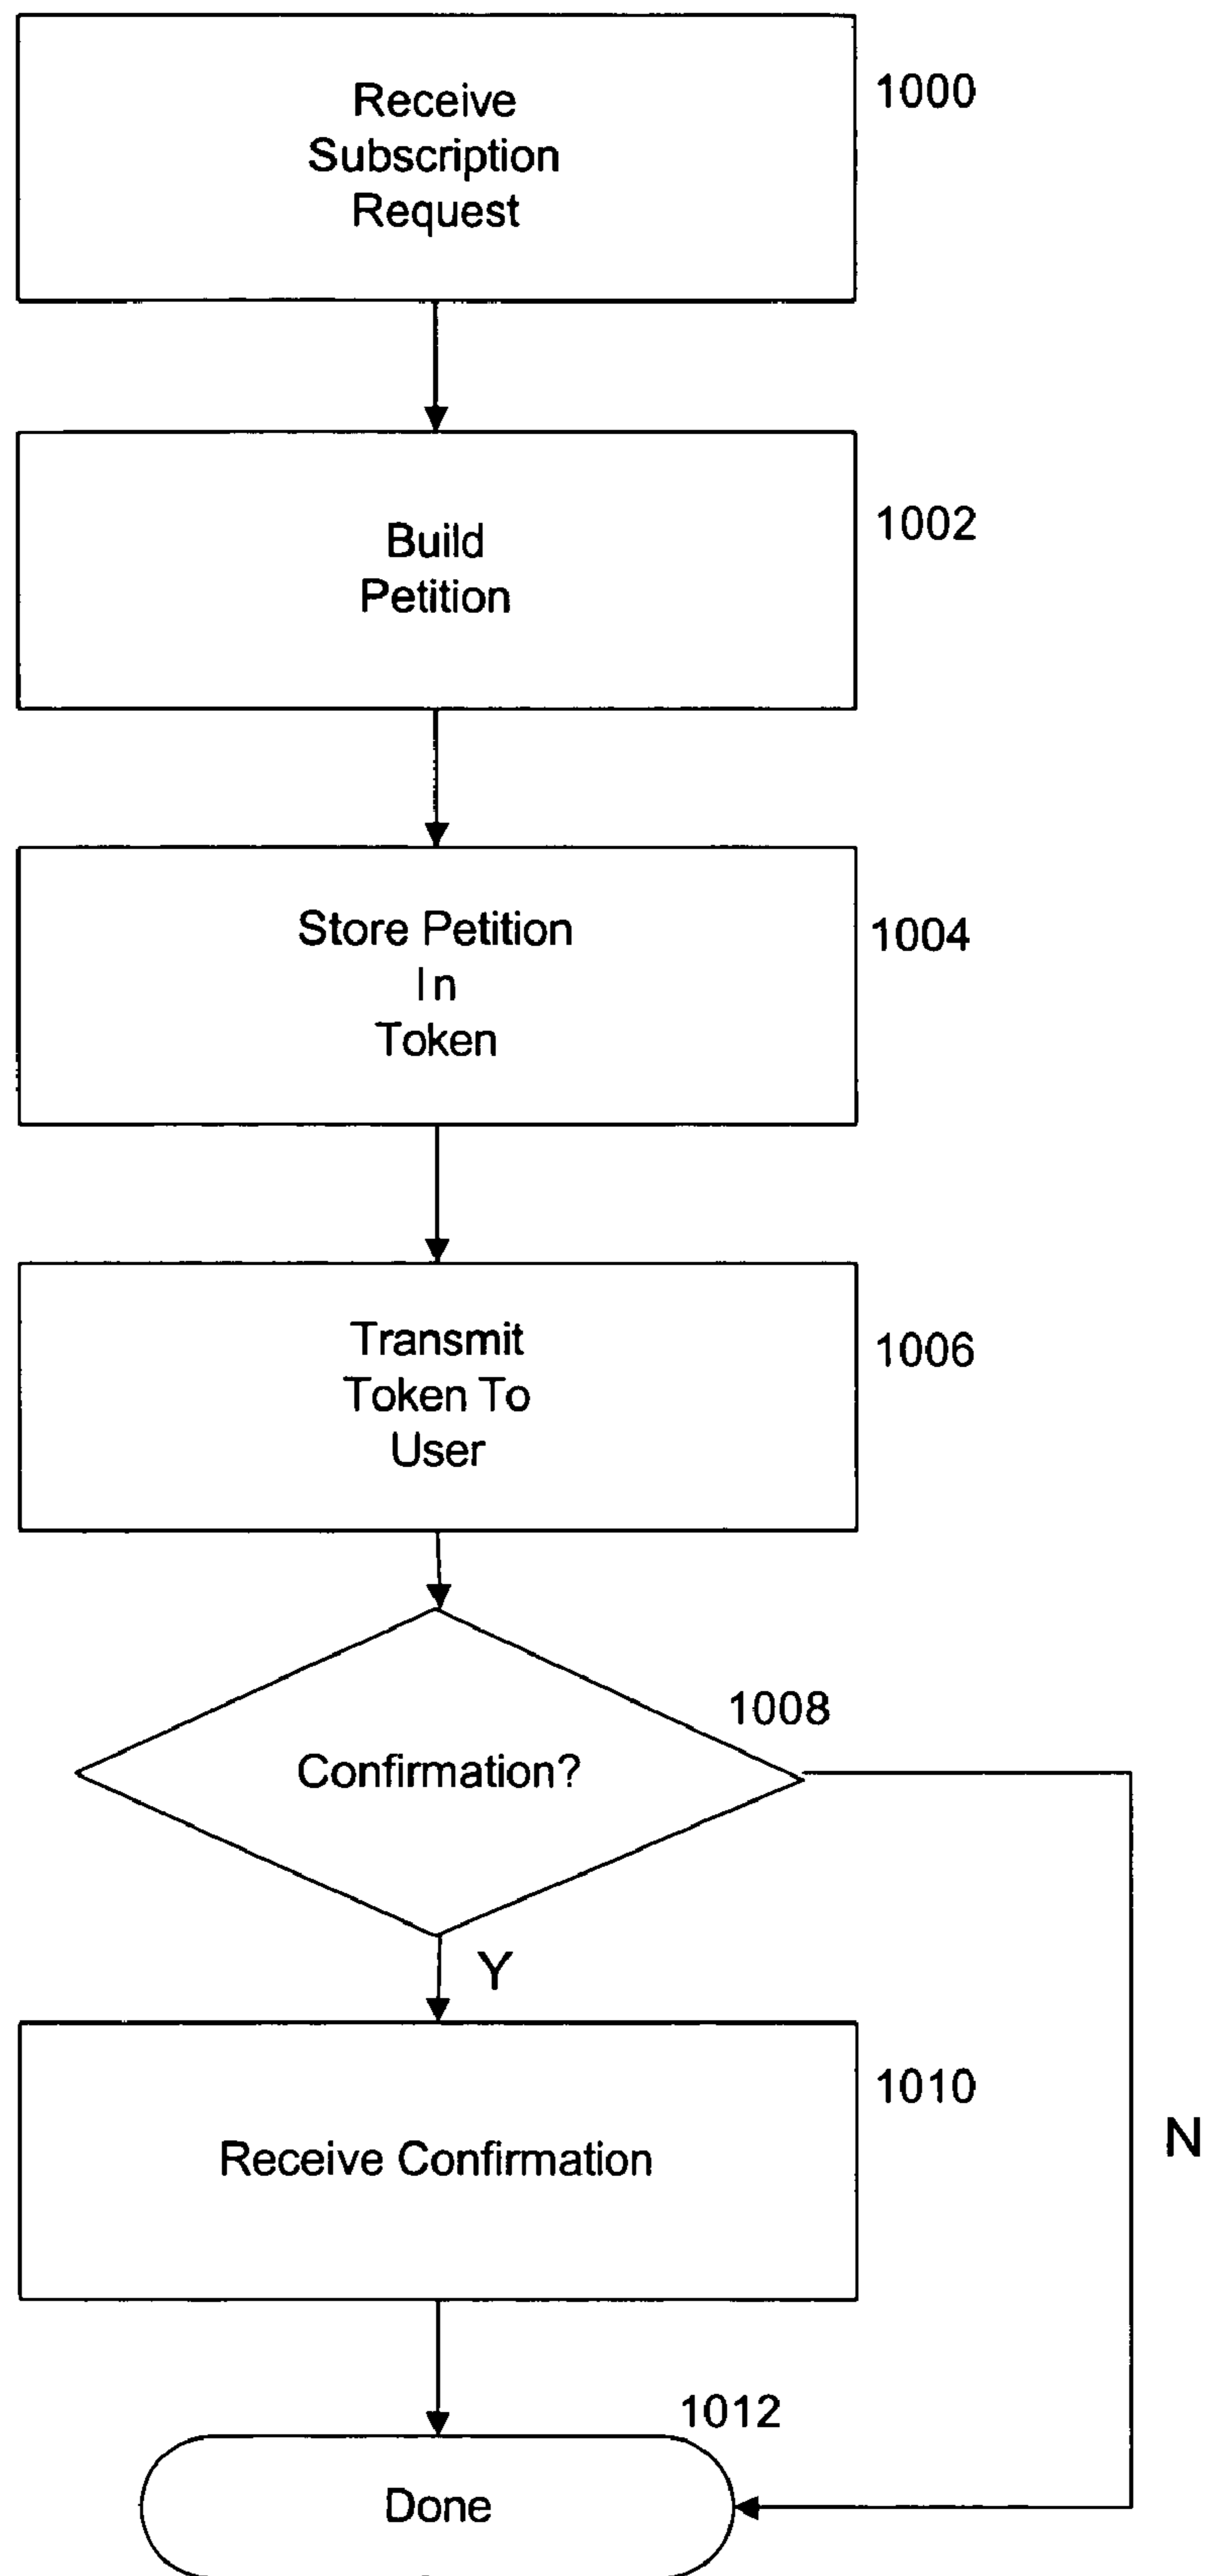 Receive
Subscription
Request
1000
Build
Petition
1002
Store Petition
In
Token
1004
Transmit
Token To
User
1006
Confirmation?
1008
Y
Receive Confirmation
1010
N
1012
Done